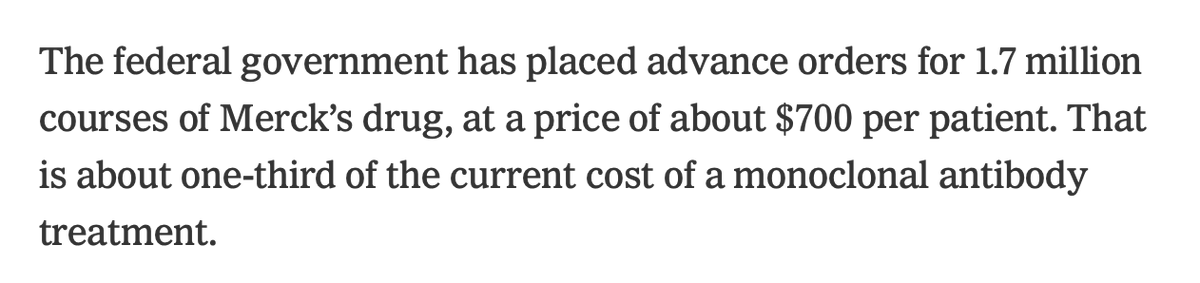 The federal government has placed advance orders for 1.7 million
courses of Merck’s drug, at a price of about $700 per patient. That
is about one-third of the current cost of a monoclonal antibody
treatment.